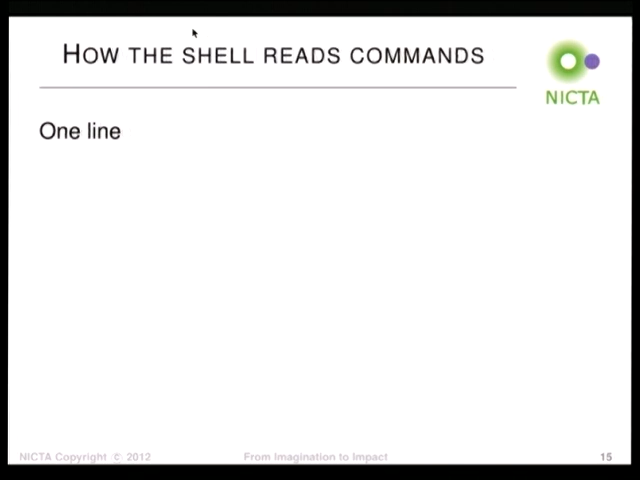 HOW THE SHELL READS COMMANDS
NICTA
One line
NICTA Copyright © 2012
From Imagination to Impact
15